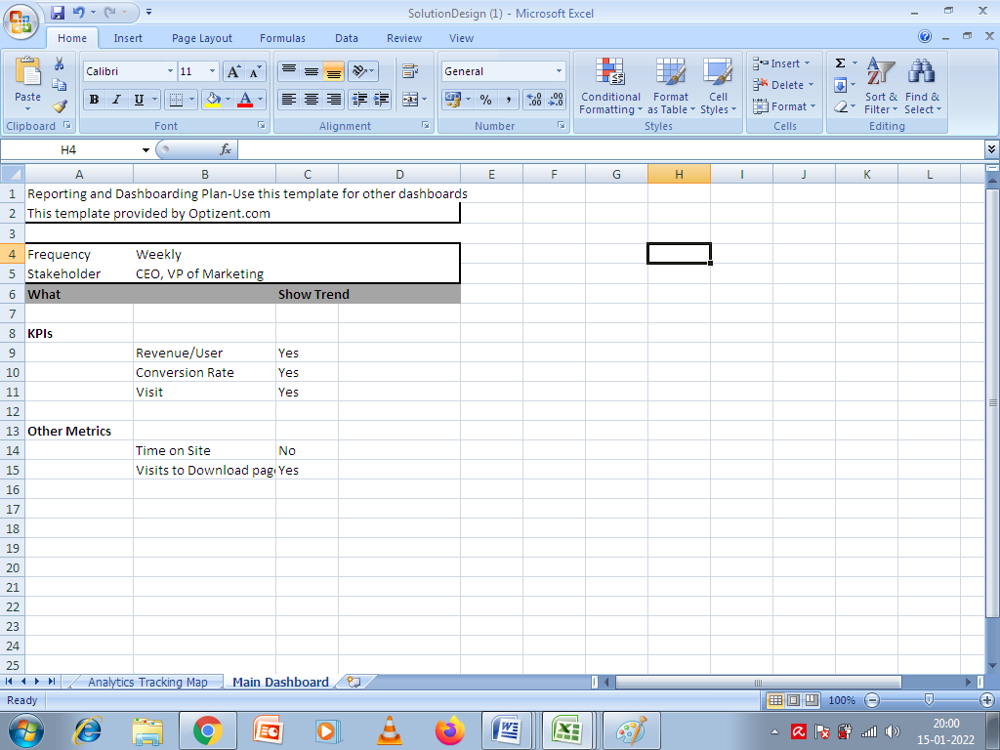 SolutionDesign (1) - Microsoft Excel
Home Insert Page Layout Formulas Data Review View
Paste
Calibri 11
B I U
A A
General
% ,
Conditional Formatting
Format as Table
Cell Styles
Insert
Delete
Format
Σ
Sort & Filter
Find & Select
Clipboard Font Alignment Number Styles Cells Editing
H4 fx
A B C D E F G H I J K L
1 Reporting and Dashboarding Plan-Use this template for other dashboards
2 This template provided by Optizent.com
3
4 Frequency Weekly
5 Stakeholder CEO, VP of Marketing
6 What Show Trend
7
8 KPIs
9 Revenue/User Yes
10 Conversion Rate Yes
11 Visit Yes
12
13 Other Metrics
14 Time on Site No
15 Visits to Download pag Yes
16
17
18
19
20
21
22
23
24
25
Analytics Tracking Map Main Dashboard
Ready 100%
20:00
15-01-2022